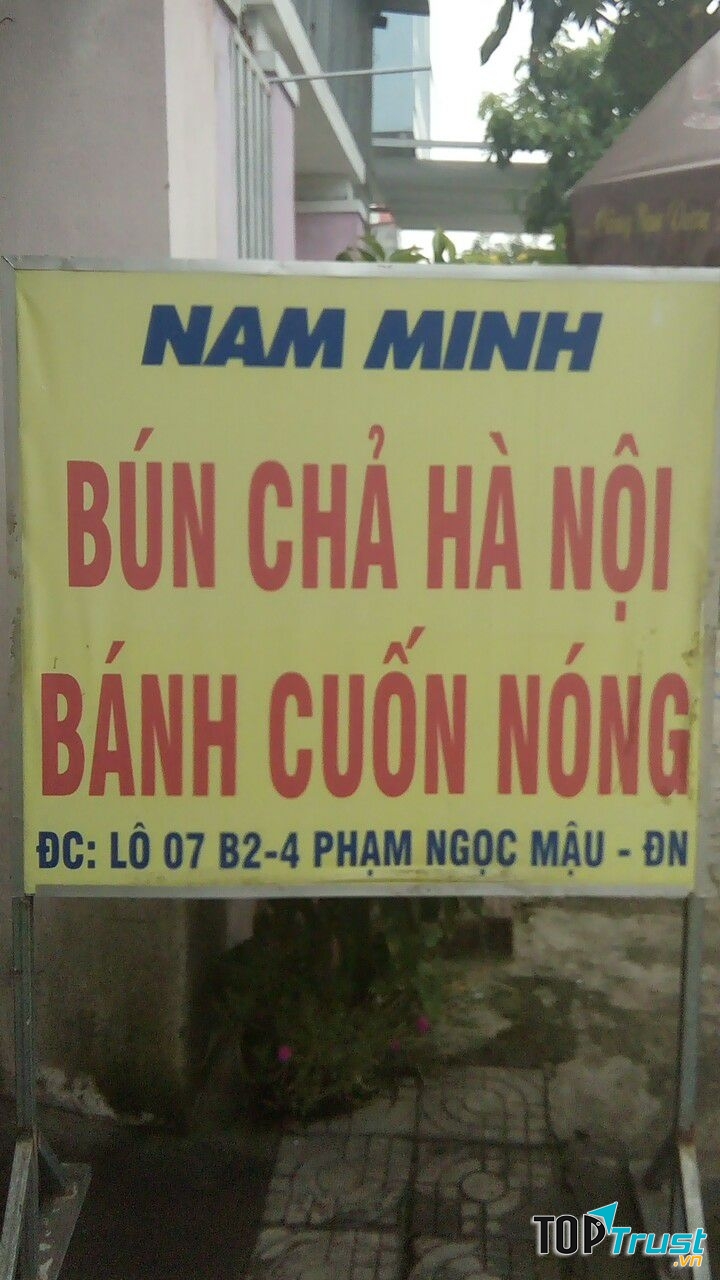 NAM MINH
BÚN CHẢ HÀ NỘI
BÁNH CUỐN NÓNG
ĐC: LÔ 07 B2-4 PHẠM NGỌC MẬU - ĐN
TOPTrust
.vn